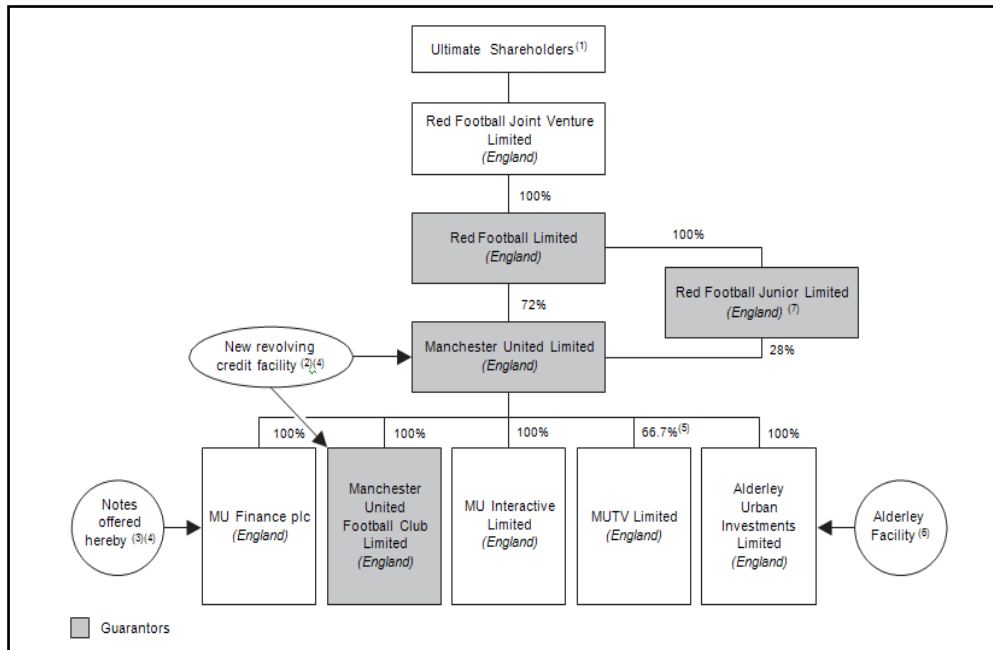 Ultimate Shareholders (1)
Red Football Joint Venture
Limited
(England)
100%
Red Football Limited
(England)
100%
Red Football Junior Limited
(England) (7)
72%
28%
New revolving
credit facility (2)(4)
Manchester United Limited
(England)
100%
100%
100%
66.7% (5)
100%
Notes
offered
hereby (3)(4)
MU Finance plc
(England)
Manchester
United
Football Club
Limited
(England)
MU Interactive
Limited
(England)
MUTV Limited
(England)
Alderley
Urban
Investments
Limited
(England)
Alderley
Facility (6)
Guarantors